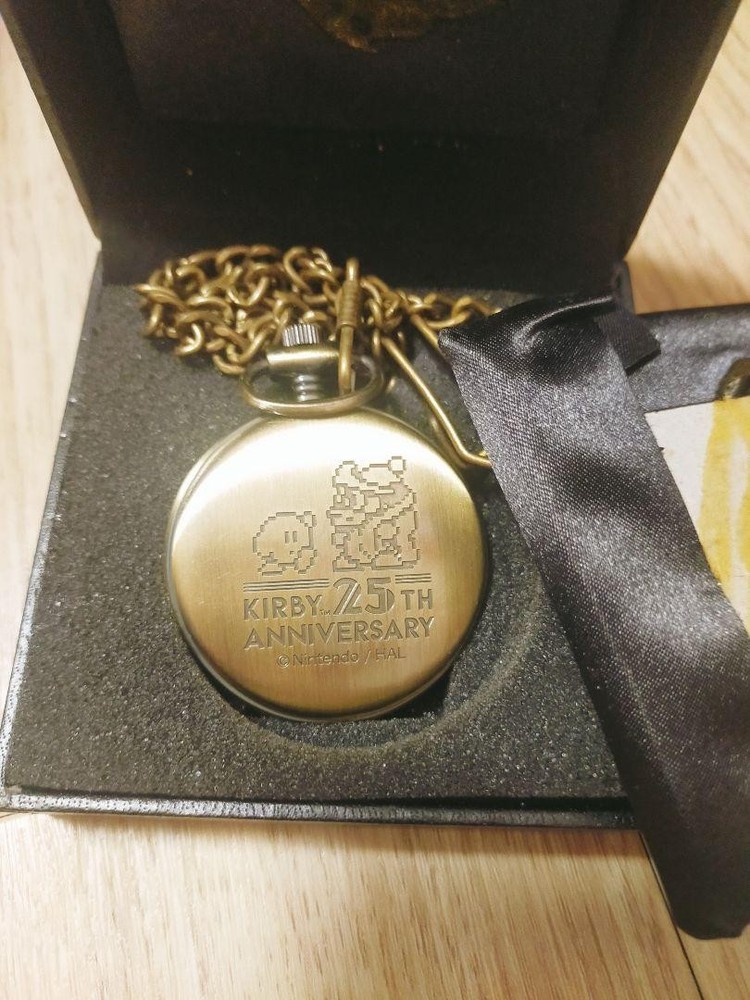 KIRBY™ 25TH
ANNIVERSARY
© Nintendo / HAL